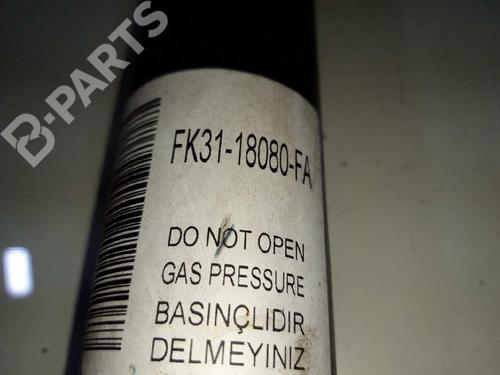 B-PARTS
FK31-18080-FA
DO NOT OPEN
GAS PRESSURE
BASINÇLIDIR
DELMEYINIZ